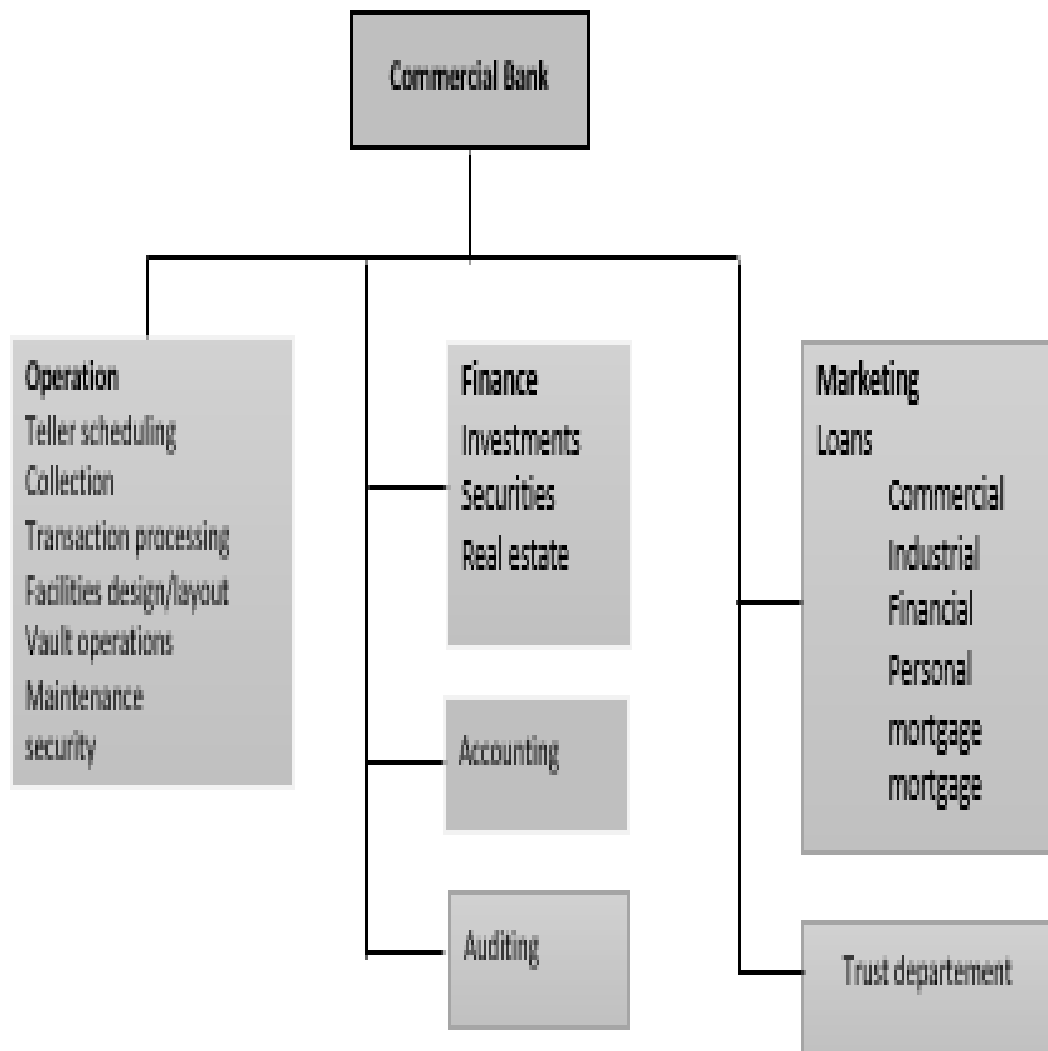 Commercial Bank
Operation
Teller scheduling
Collection
Transaction processing
Facilities design/layout
Vault operations
Maintenance
security
Finance
Investments
Securities
Real estate
Accounting
Auditing
Marketing
Loans
Commercial
Industrial
Financial
Personal
mortgage
mortgage
Trust departement